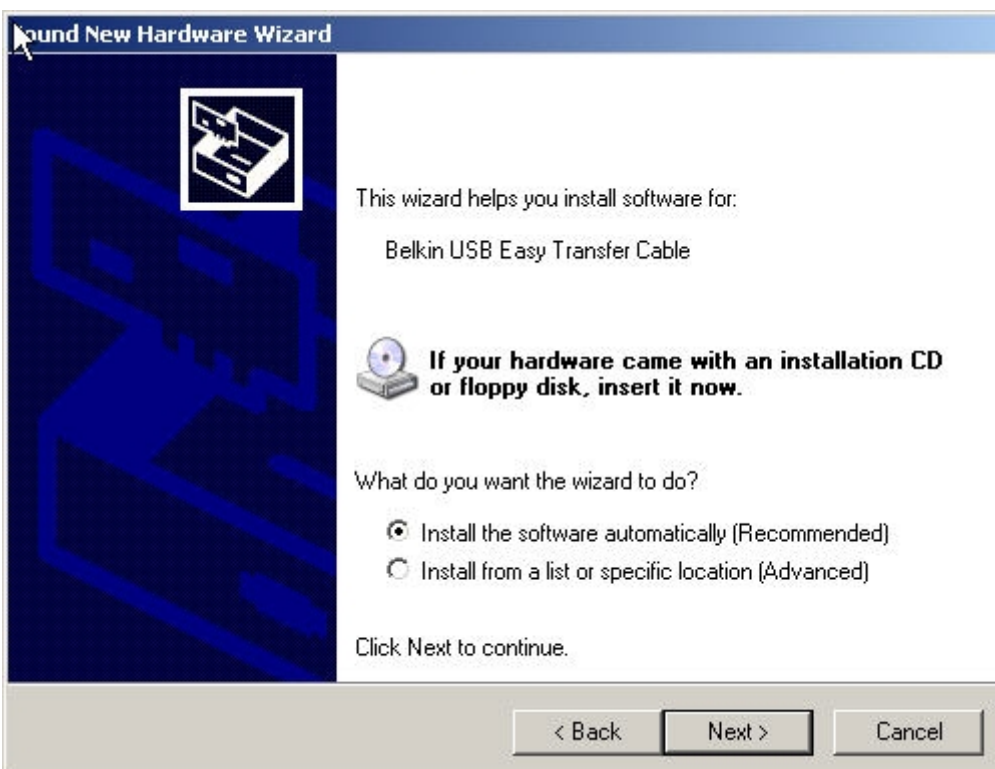 Found New Hardware Wizard
This wizard helps you install software for:
Belkin USB Easy Transfer Cable
If your hardware came with an installation CD
or floppy disk, insert it now.
What do you want the wizard to do?
Install the software automatically (Recommended)
Install from a list or specific location (Advanced)
Click Next to continue.
< Back Next > Cancel